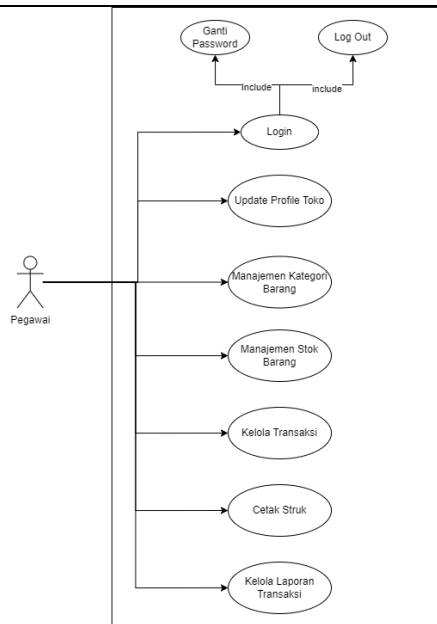 Ganti
Password
Log Out
Include
include
Login
Update Profile Toko
Manajemen Kategori
Barang
Pegawai
Manajemen Stok
Barang
Kelola Transaksi
Cetak Struk
Kelola Laporan
Transaksi